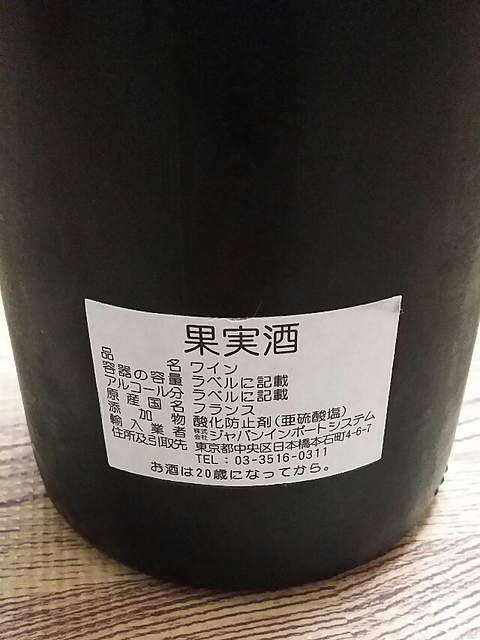 果実酒
品名 ワイン
容器の容量 ラベルに記載
アルコール分 ラベルに記載
原産国名 フランス
添加物 酸化防止剤(亜硫酸塩)
輸入業者 株式会社ジャパンインポートシステム
住所及引取先 東京都中央区日本橋本石町4-6-7
TEL:03-3516-0311
お酒は20歳になってから。